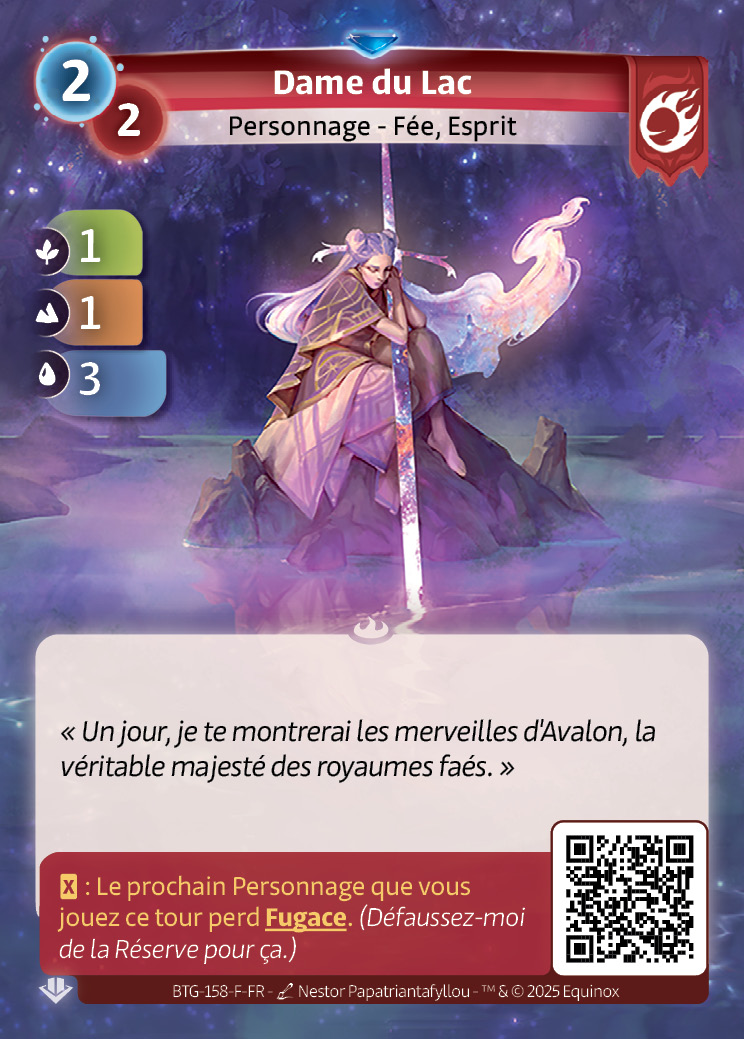 2
Dame du Lac
2
Personnage - Fée, Esprit
1
1
3
« Un jour, je te montrerai les merveilles d'Avalon, la
véritable majesté des royaumes faés. »
X : Le prochain Personnage que vous
jouez ce tour perd Fugace. (Défaussez-moi
de la Réserve pour ça.)
BTG-158-F-FR - Nestor Papatriantafyllou - ™ & © 2025 Equinox